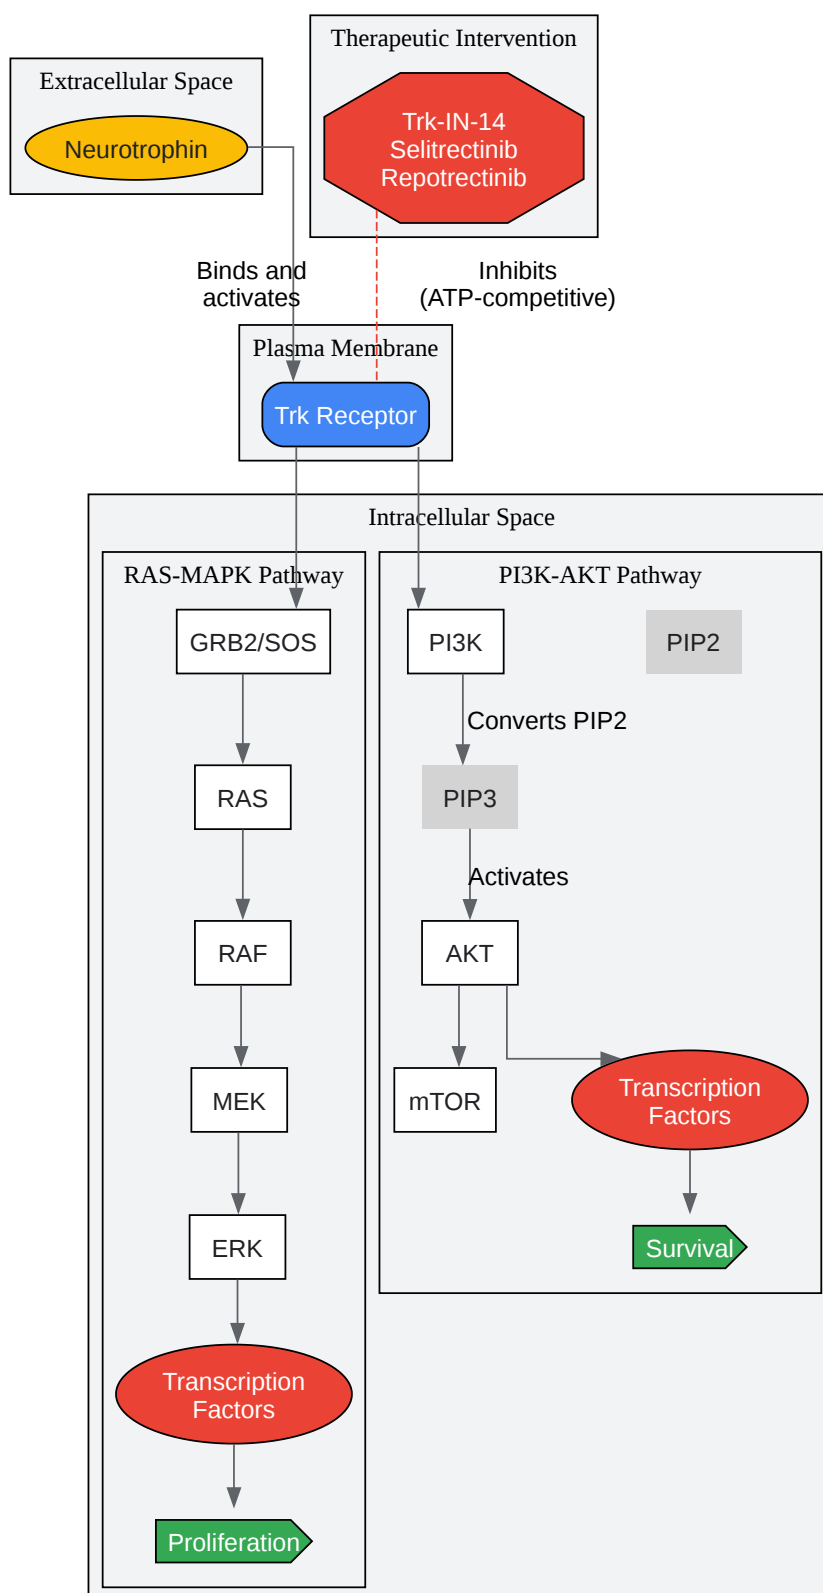 Therapeutic Intervention
Extracellular Space
Trk-IN-14
Selitrectinib
Repotrectinib
Neurotrophin
Binds and
activates
Inhibits
(ATP-competitive)
Plasma Membrane
Trk Receptor
Intracellular Space
RAS-MAPK Pathway
GRB2/SOS
RAS
RAF
MEK
ERK
Transcription
Factors
Proliferation
PI3K-AKT Pathway
PI3K
PIP2
Converts PIP2
PIP3
Activates
AKT
mTOR
Transcription
Factors
Survival